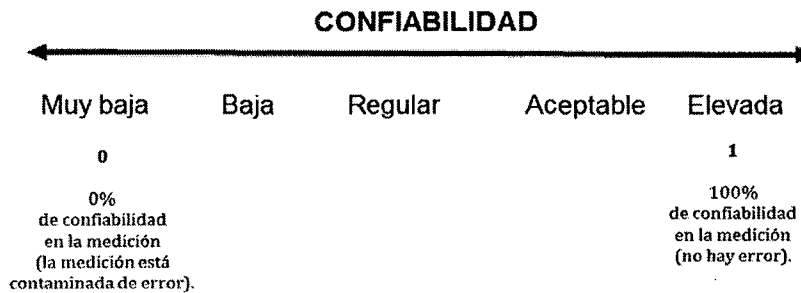 CONFIABILIDAD
Muy baja Baja Regular Aceptable Elevada
0 1
0% 100%
de confiabilidad de confiabilidad
en la medición en la medición
(la medición está (no hay error).
contaminada de error).